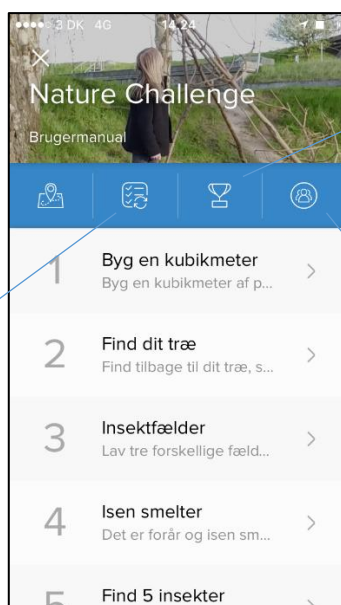 3 DK 4G 14.24
Nature Challenge
Brugermanual
1
Byg en kubikmeter
Byg en kubikmeter af p...
2
Find dit træ
Find tilbage til dit træ, s...
3
Insektfælder
Lav tre forskellige fæld...
4
Isen smelter
Det er forår og isen sm...
5
Find 5 insekter